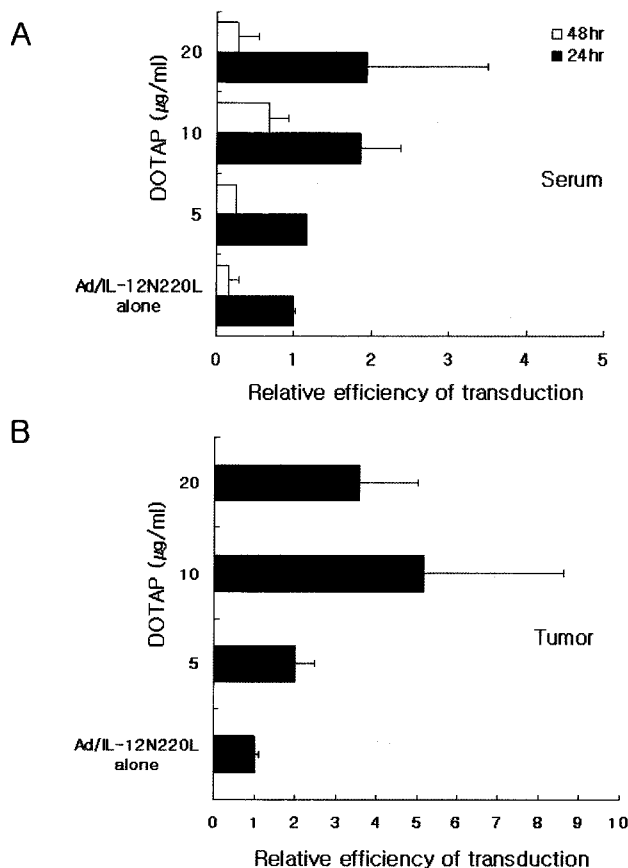 A
48hr
24hr
DOTAP (µg/ml)
20
10
5
Ad/IL-12N220L
alone
Serum
0 1 2 3 4 5
Relative efficiency of transduction
B
DOTAP (µg/ml)
20
10
5
Ad/IL-12N220L
alone
Tumor
0 1 2 3 4 5 6 7 8 9 10
Relative efficiency of transduction